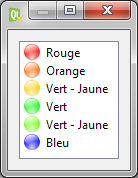 Rouge
Orange
Vert - Jaune
Vert
Vert - Jaune
Bleu